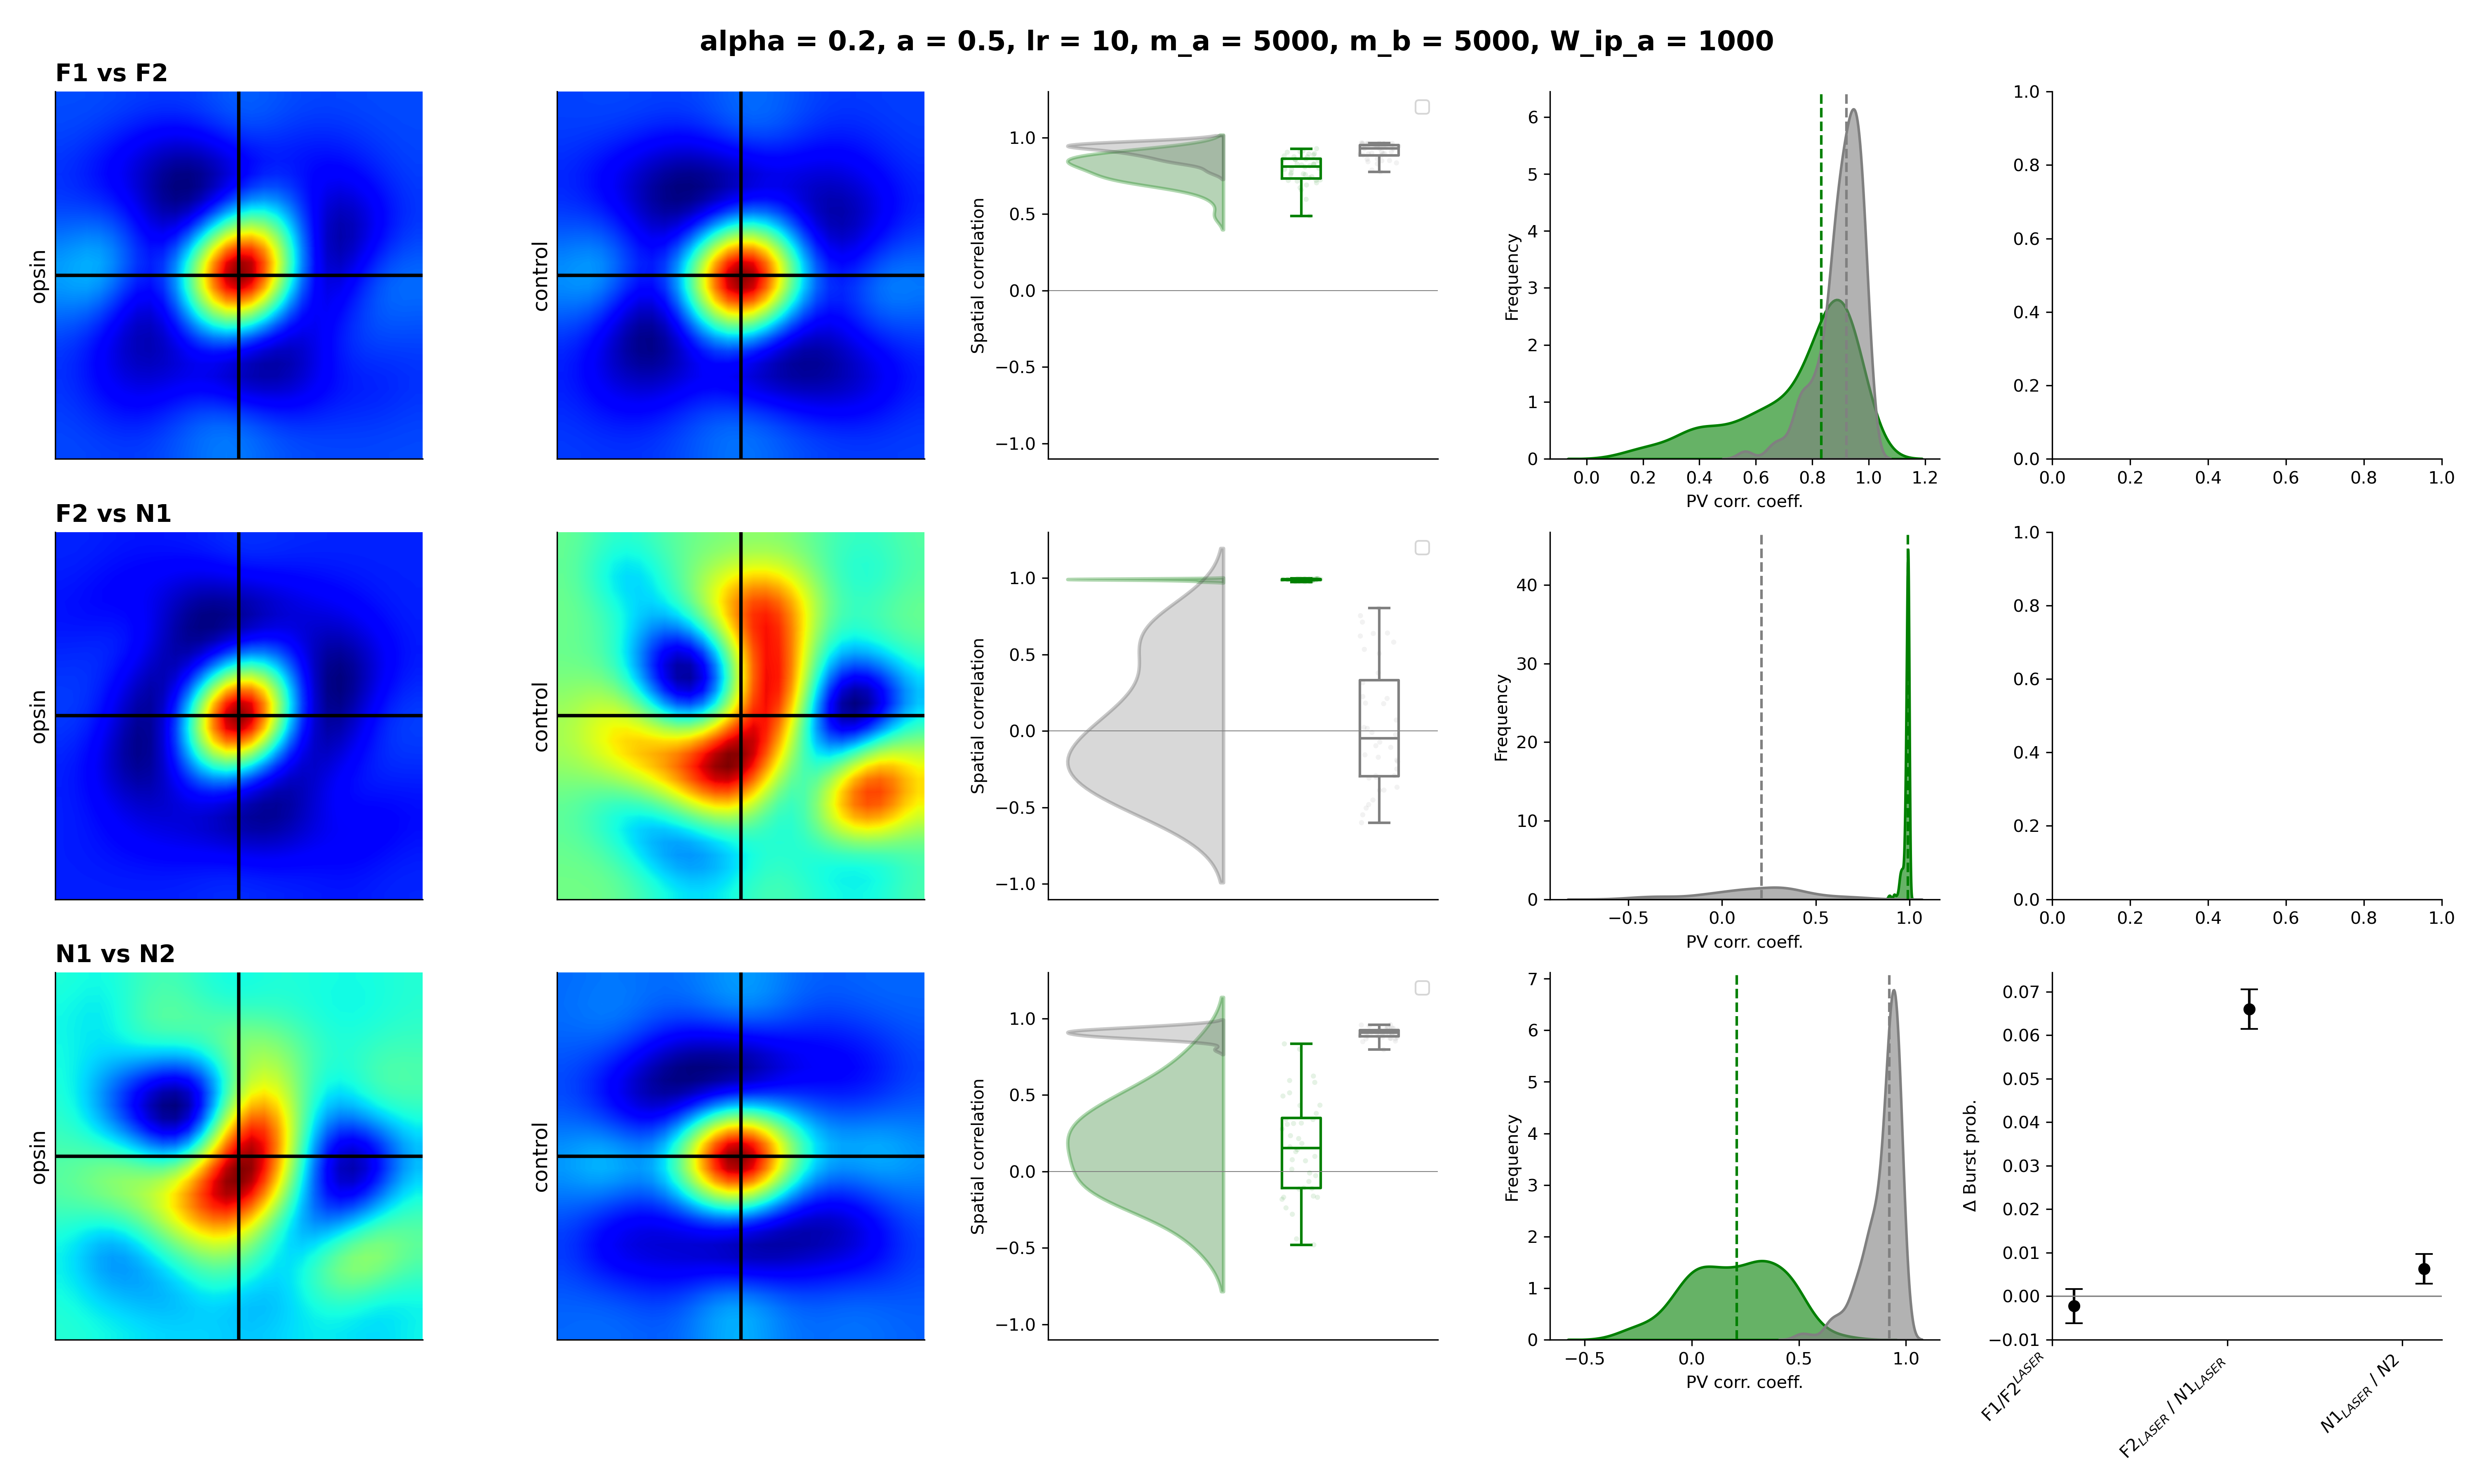 alpha = 0.2, a = 0.5, lr = 10, m_a = 5000, m_b = 5000, W_ip_a = 1000
F1 vs F2
opsin
control
Spatial correlation
1.0
0.5
0.0
−0.5
−1.0
Frequency
6
5
4
3
2
1
0
0.0 0.2 0.4 0.6 0.8 1.0 1.2
PV corr. coeff.
1.0
0.8
0.6
0.4
0.2
0.0
0.0 0.2 0.4 0.6 0.8 1.0
F2 vs N1
opsin
control
Spatial correlation
1.0
0.5
0.0
−0.5
−1.0
Frequency
40
30
20
10
0
−0.5 0.0 0.5 1.0
PV corr. coeff.
1.0
0.8
0.6
0.4
0.2
0.0
0.0 0.2 0.4 0.6 0.8 1.0
N1 vs N2
opsin
control
Spatial correlation
1.0
0.5
0.0
−0.5
−1.0
Frequency
7
6
5
4
3
2
1
0
−0.5 0.0 0.5 1.0
PV corr. coeff.
Δ Burst prob.
0.07
0.06
0.05
0.04
0.03
0.02
0.01
0.00
−0.01
F1/F2^LASER
F2_LASER / N1_LASER
N1_LASER / N2